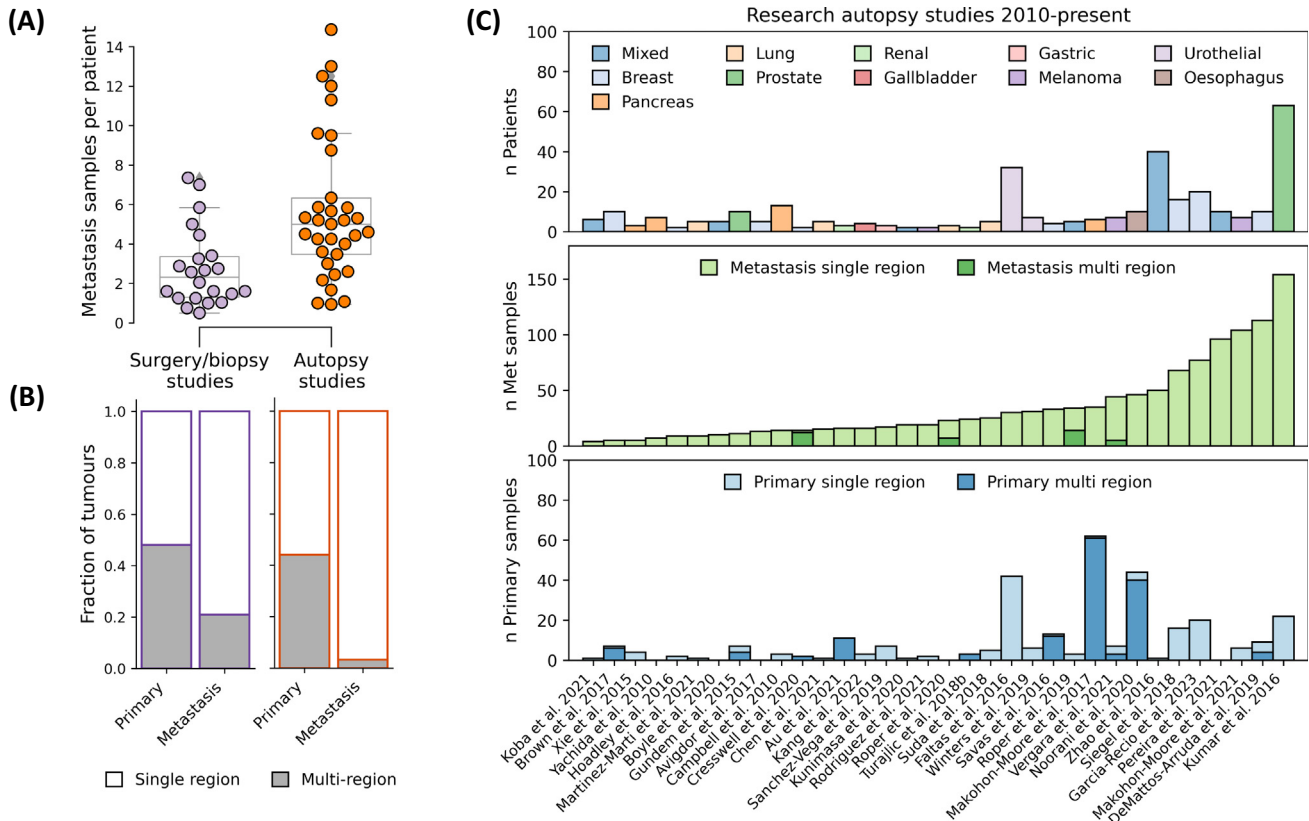 (A)
Metastasis samples per patient
14
12
10
8
6
4
2
0
Surgery/biopsy
studies
Autopsy
studies
(B)
Fraction of tumours
1.0
0.8
0.6
0.4
0.2
0.0
Primary
Metastasis
Primary
Metastasis
Single region
Multi-region
(C)
Research autopsy studies 2010-present
n Patients
100
80
60
40
20
0
Mixed
Breast
Pancreas
Lung
Prostate
Renal
Gallbladder
Gastric
Melanoma
Urothelial
Oesophagus
n Met samples
150
100
50
0
Metastasis single region
Metastasis multi region
n Primary samples
100
80
60
40
20
0
Primary single region
Primary multi region
Koba et al. 2021
Brown et al. 2017
Xie et al. 2015
Yachida et al. 2010
Hoadley et al. 2016
Martinez-Marti et al. 2021
Boyle et al. 2020
Gundem et al. 2015
Avigdor et al. 2017
Campbell et al. 2010
Cresswell et al. 2020
Chen et al. 2021
Au et al. 2021
Kang et al. 2022
Sanchez-Vega et al. 2019
Kunimasa et al. 2020
Rodriguez et al. 2021
Roper et al. 2020
Turajlic et al. 2018b
Suda et al. 2018
Faltas et al. 2016
Winters et al. 2019
Savas et al. 2016
Roper et al. 2019
Makohon-Moore et al. 2017
Vergara et al. 2021
Noorani et al. 2020
Zhao et al. 2016
Siegel et al. 2018
Garcia-Recio et al. 2023
Pereira et al. 2021
Makohon-Moore et al. 2021
DeMattos-Arruda et al. 2019
Kumar et al. 2016